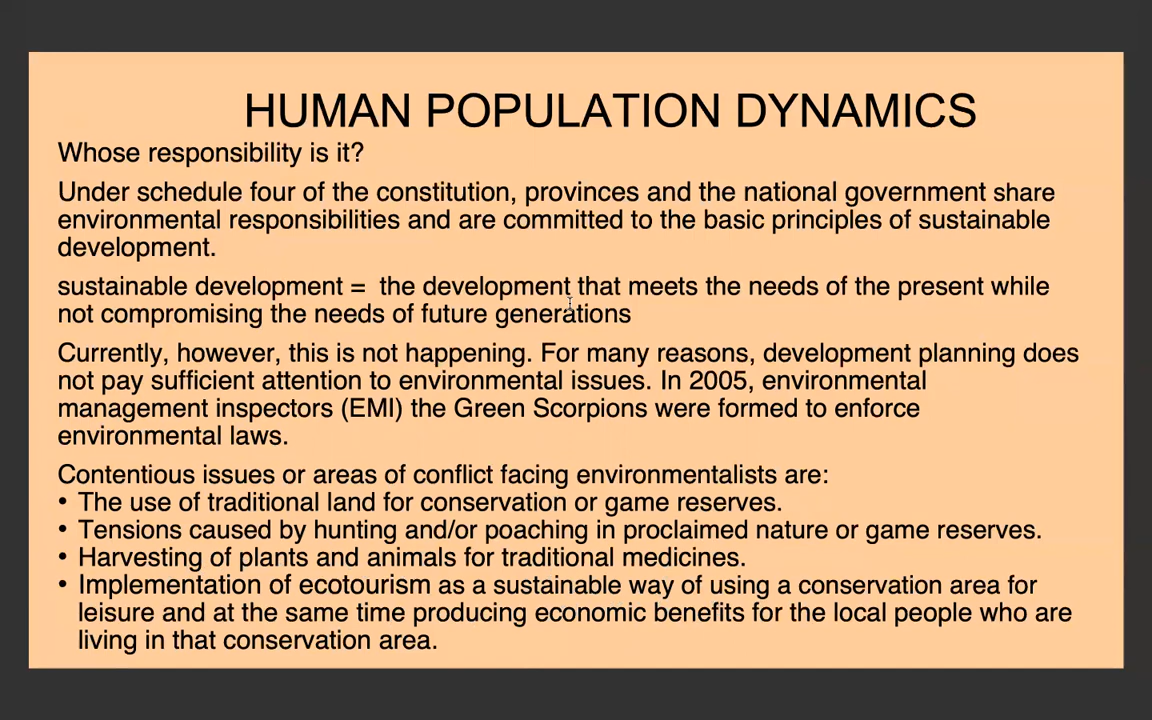 HUMAN POPULATION DYNAMICS
Whose responsibility is it?
Under schedule four of the constitution, provinces and the national government share
environmental responsibilities and are committed to the basic principles of sustainable
development.
sustainable development = the development that meets the needs of the present while
not compromising the needs of future generations
Currently, however, this is not happening. For many reasons, development planning does
not pay sufficient attention to environmental issues. In 2005, environmental
management inspectors (EMI) the Green Scorpions were formed to enforce
environmental laws.
Contentious issues or areas of conflict facing environmentalists are:
• The use of traditional land for conservation or game reserves.
• Tensions caused by hunting and/or poaching in proclaimed nature or game reserves.
• Harvesting of plants and animals for traditional medicines.
• Implementation of ecotourism as a sustainable way of using a conservation area for
leisure and at the same time producing economic benefits for the local people who are
living in that conservation area.